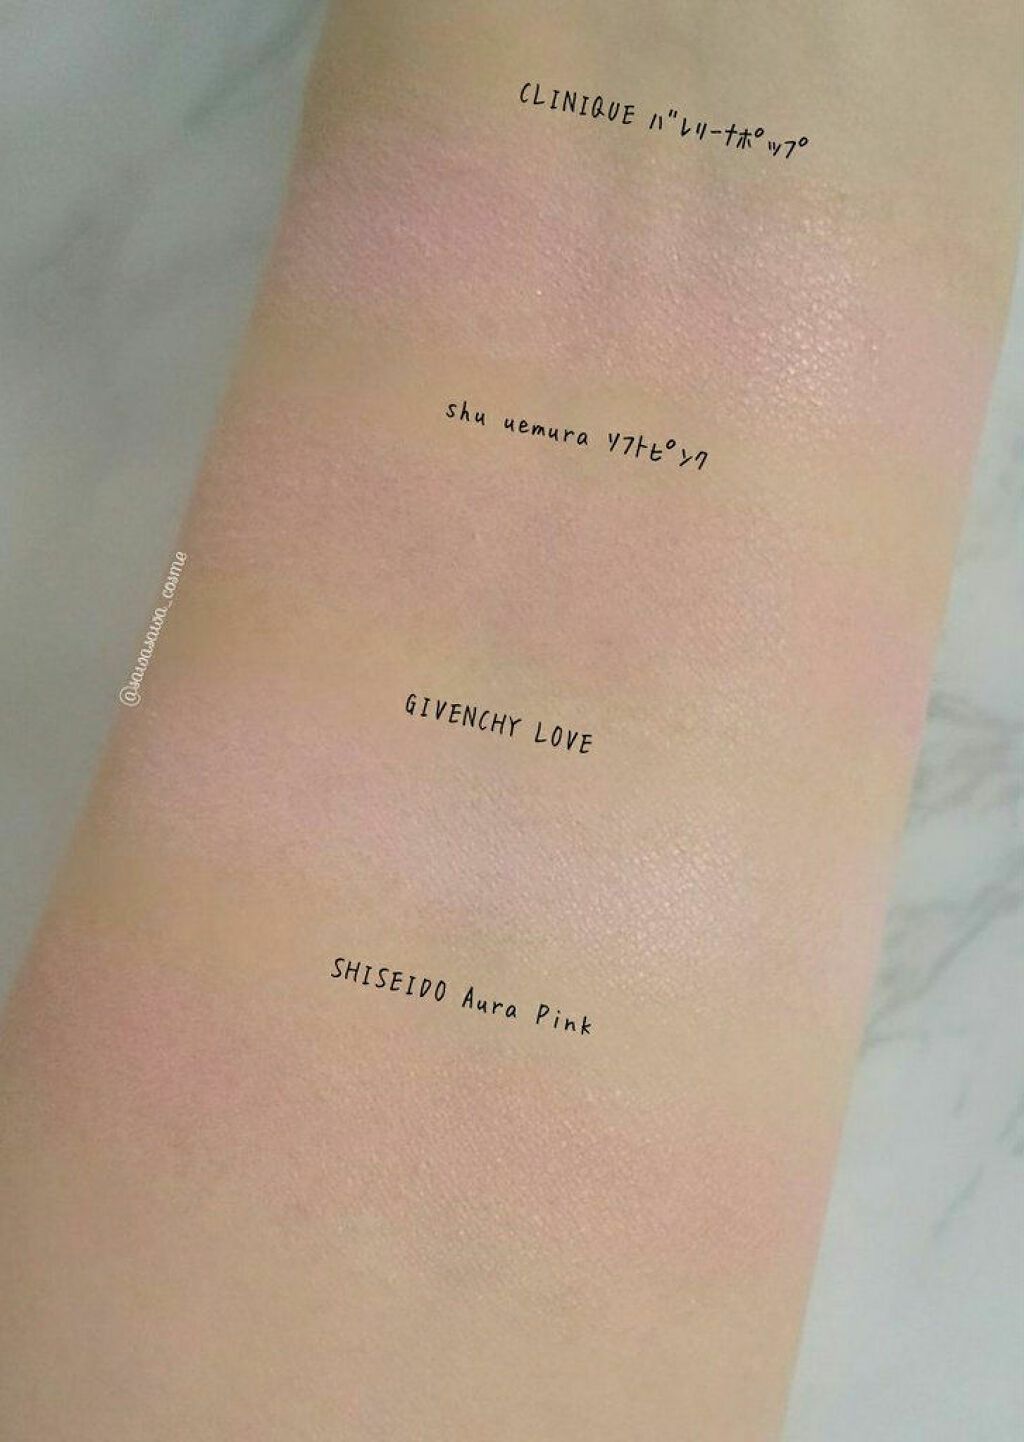 CLINIQUE バレリーナポップ
shu uemura ソフトピンク
@sawasawa_cosme
GIVENCHY LOVE
SHISEIDO Aura Pink